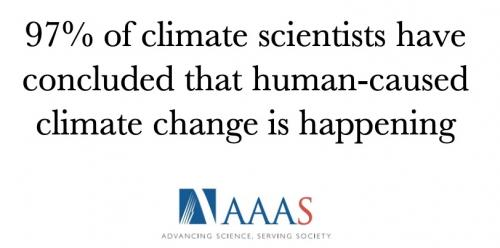 97% of climate scientists have
concluded that human-caused
climate change is happening
AAAS
ADVANCING SCIENCE, SERVING SOCIETY